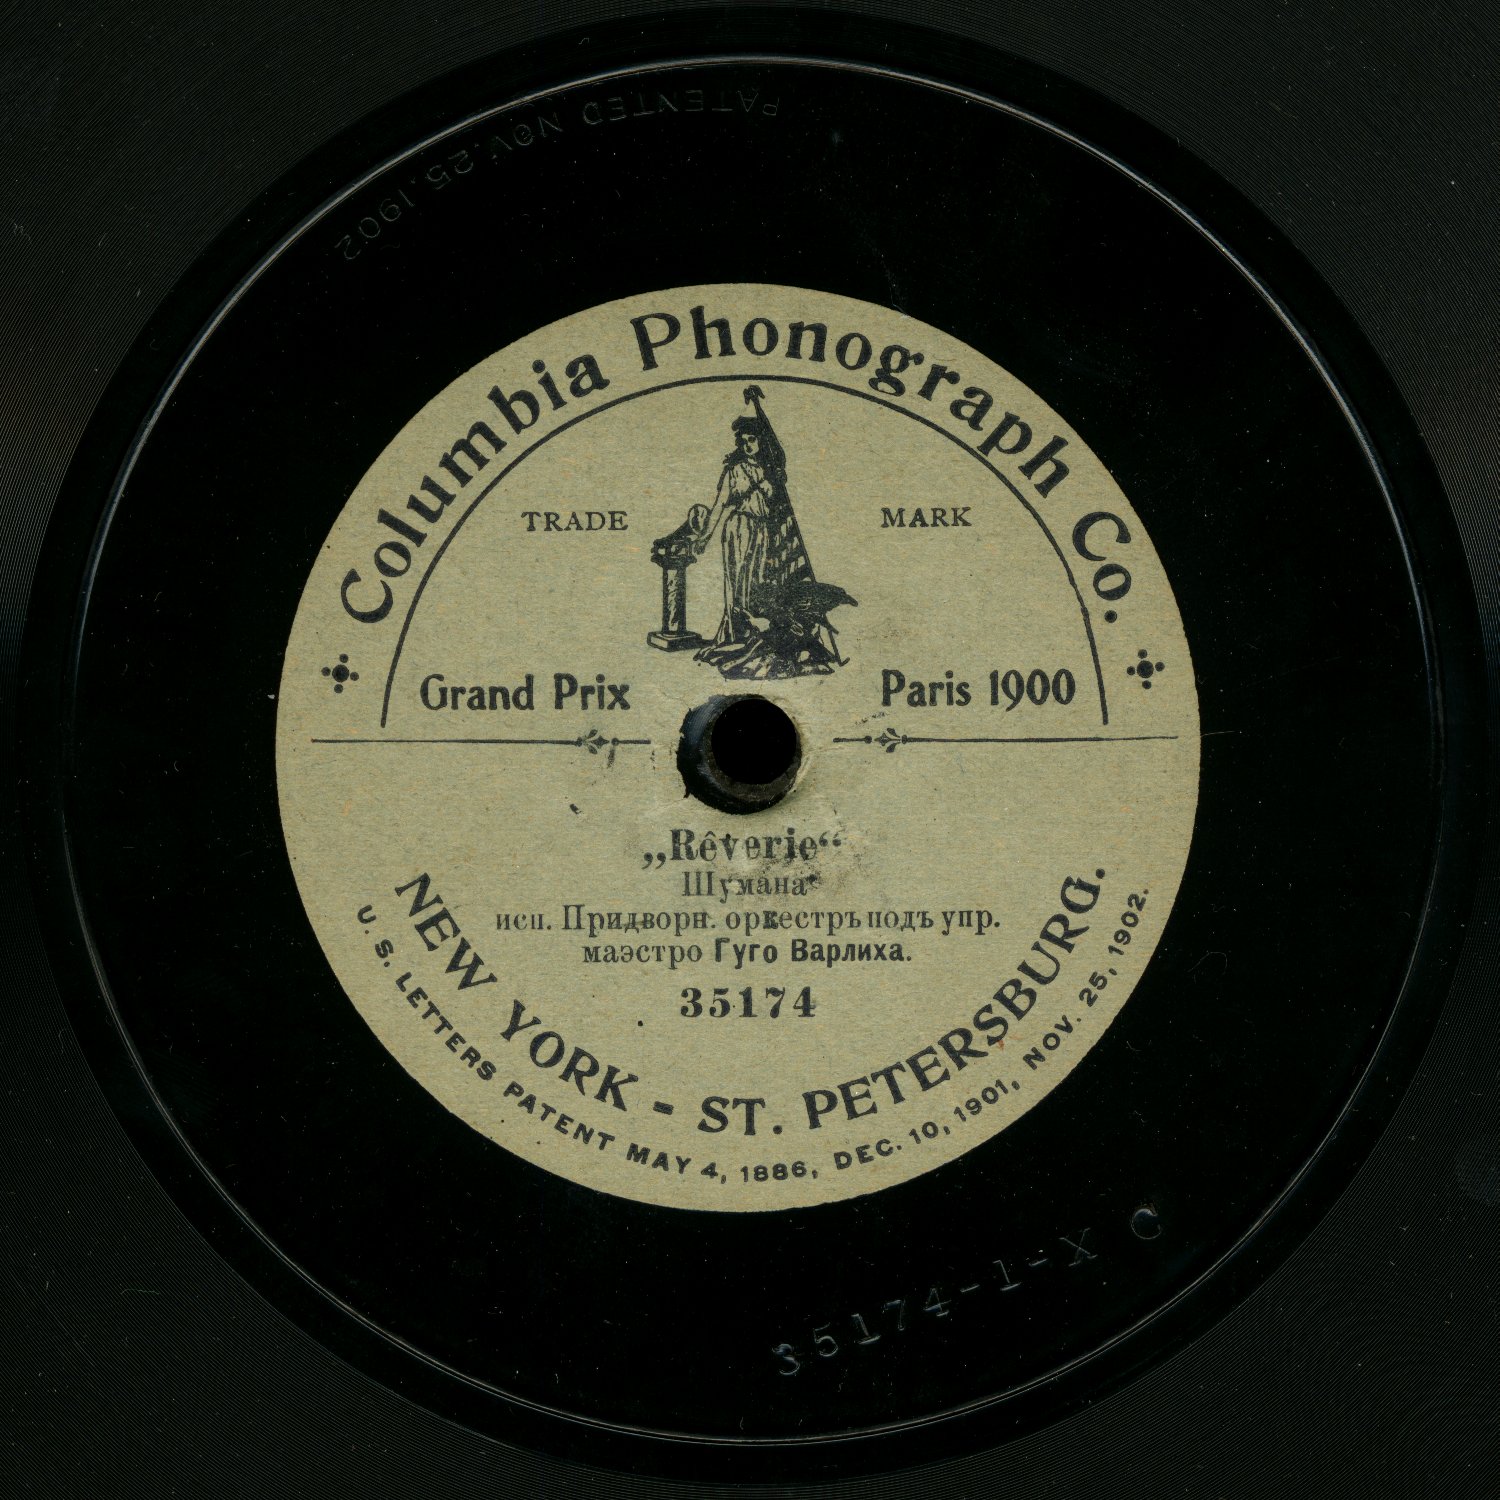 PATENTED NOV. 25. 1902
Columbia Phonograph Co.
TRADE MARK
Grand Prix Paris 1900
„Rêverie“
Шумана
исп. Придворн. оркестръ подъ упр.
маэстро Гуго Варлиха.
35174
NEW YORK - ST. PETERSBURG.
U. S. LETTERS PATENT MAY 4, 1886, DEC. 10, 1901, NOV. 25, 1902.
35174-1-X C